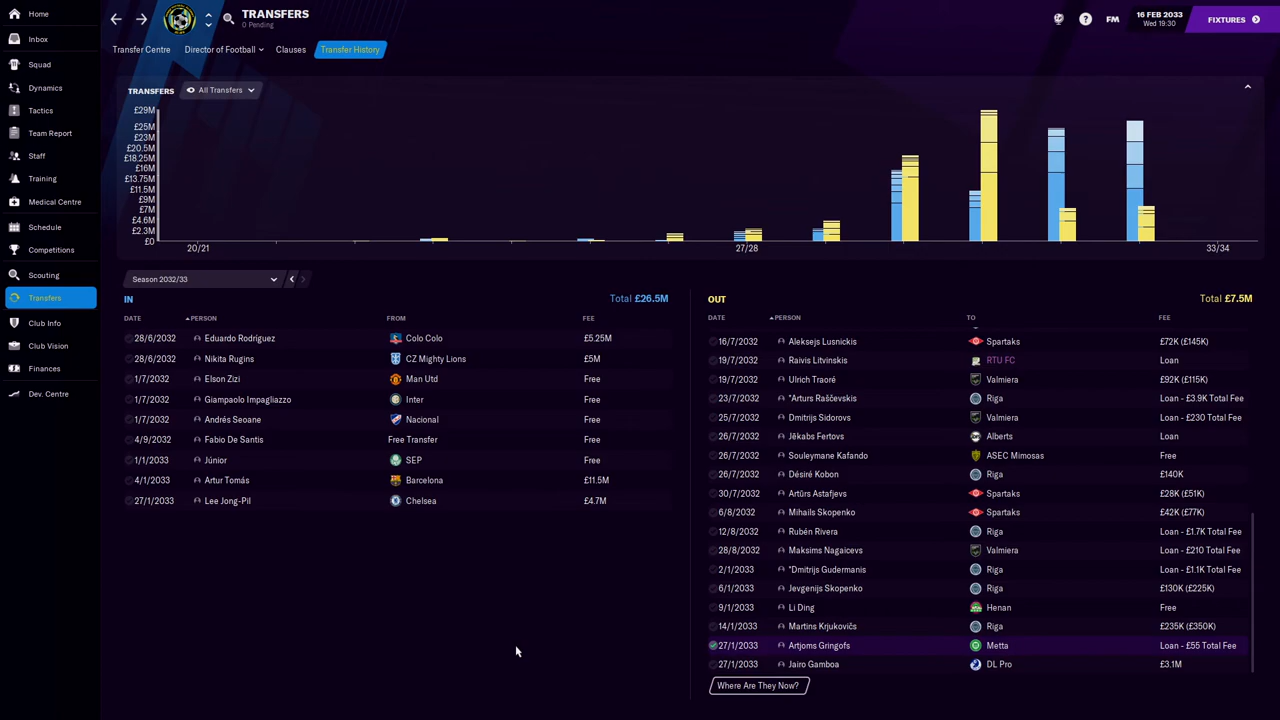 Home
TRANSFERS
0 Pending
16 FEB 2033
Wed 19:30
FM
FIXTURES
Inbox
Transfer Centre
Director of Football
Clauses
Transfer History
Squad
Dynamics
Tactics
Team Report
Staff
Training
Medical Centre
Schedule
Competitions
Scouting
Transfers
Club Info
Club Vision
Finances
Dev. Centre
TRANSFERS
All Transfers
£29M
£25M
£23M
£20.5M
£18.25M
£16M
£13.75M
£11.5M
£9M
£7M
£4.6M
£2.3M
£0
20/21
27/28
33/34
Season 2032/33
IN
Total £26.5M
DATE PERSON FROM FEE
28/6/2032 Eduardo Rodríguez Colo Colo £5.25M
28/6/2032 Nikita Rugins CZ Mighty Lions £5M
1/7/2032 Elson Zizi Man Utd Free
1/7/2032 Giampaolo Impagliazzo Inter Free
1/7/2032 Andrés Seoane Nacional Free
4/9/2032 Fabio De Santis Free Transfer Free
1/1/2033 Júnior SEP Free
4/1/2033 Artur Tomás Barcelona £11.5M
27/1/2033 Lee Jong-Pil Chelsea £4.7M
OUT
Total £7.5M
DATE PERSON TO FEE
16/7/2032 Aleksejs Lusnickis Spartaks £72K (£145K)
19/7/2032 Raivis Litvinskis RTU FC Loan
19/7/2032 Ulrich Traoré Valmiera £92K (£115K)
23/7/2032 *Arturs Raščevskis Riga Loan - £3.9K Total Fee
25/7/2032 Dmitrijs Sidorovs Valmiera Loan - £230 Total Fee
26/7/2032 Jēkabs Fertovs Alberts Loan
26/7/2032 Souleymane Kafando ASEC Mimosas Free
26/7/2032 Désiré Kobon Riga £140K
30/7/2032 Artūrs Astafjevs Spartaks £28K (£51K)
6/8/2032 Mihails Skopenko Spartaks £42K (£77K)
12/8/2032 Rubén Rivera Riga Loan - £1.7K Total Fee
28/8/2032 Maksims Nagaicevs Valmiera Loan - £210 Total Fee
2/1/2033 *Dmitrijs Gudermanis Riga Loan - £1.1K Total Fee
6/1/2033 Jevgenijs Skopenko Riga £130K (£225K)
9/1/2033 Li Ding Henan Free
14/1/2033 Martins Krjukovičs Riga £235K (£350K)
27/1/2033 Artjoms Gringofs Metta Loan - £55 Total Fee
27/1/2033 Jairo Gamboa DL Pro £3.1M
Where Are They Now?